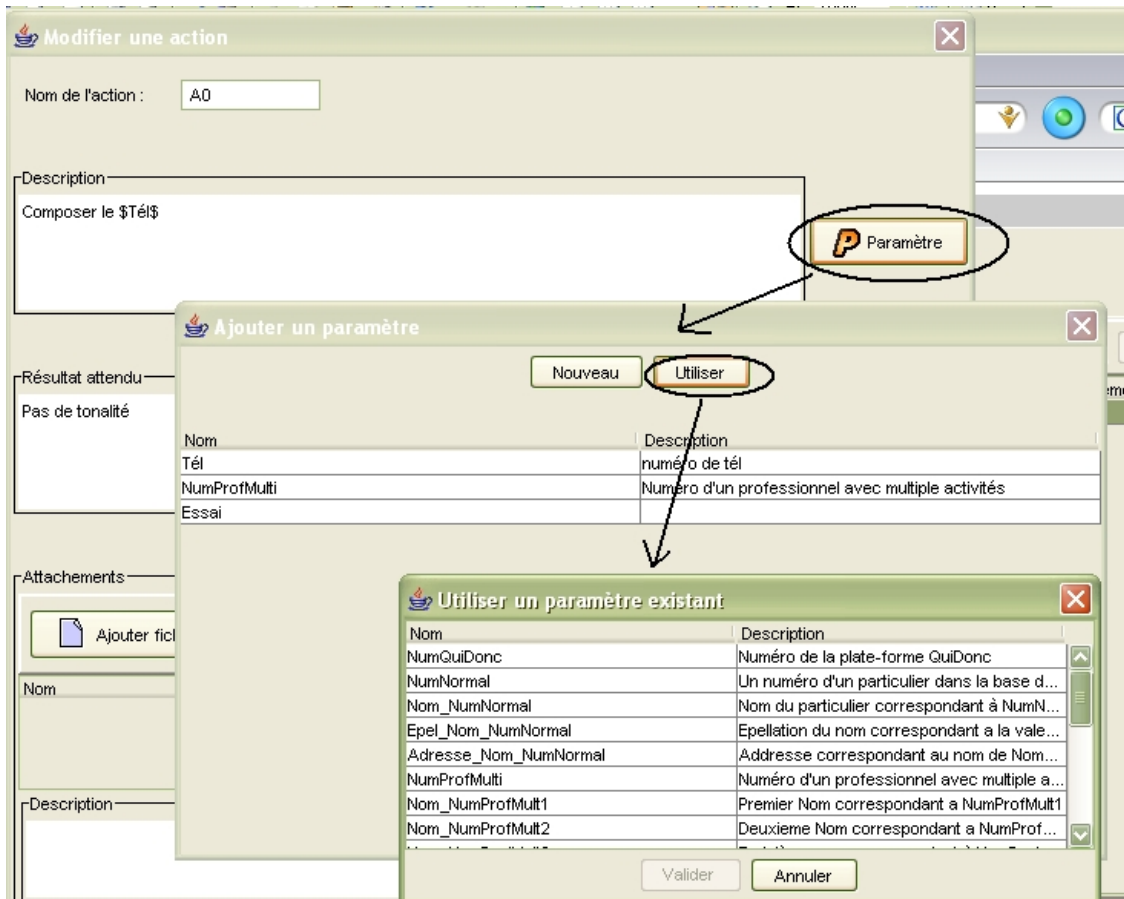 Modifier une action
Nom de l'action :
A0
Description
Composer le $Tél$
Paramètre
Ajouter un paramètre
Nouveau
Utiliser
Résultat attendu
Pas de tonalité
Nom Description
Tél numéro de tél
NumProfMulti Numéro d'un professionnel avec multiple activités
Essai
Attachements
Ajouter fic
Nom
Description
Utiliser un paramètre existant
Nom Description
NumQuiDonc Numéro de la plate-forme QuiDonc
NumNormal Un numéro d'un particulier dans la base d...
Nom_NumNormal Nom du particulier correspondant à NumN...
Epel_Nom_NumNormal Epellation du nom correspondant a la vale...
Adresse_Nom_NumNormal Addresse correspondant au nom de Nom...
NumProfMulti Numéro d'un professionnel avec multiple a...
Nom_NumProfMult1 Premier Nom correspondant a NumProfMult1
Nom_NumProfMult2 Deuxieme Nom correspondant a NumProf...
Valider
Annuler